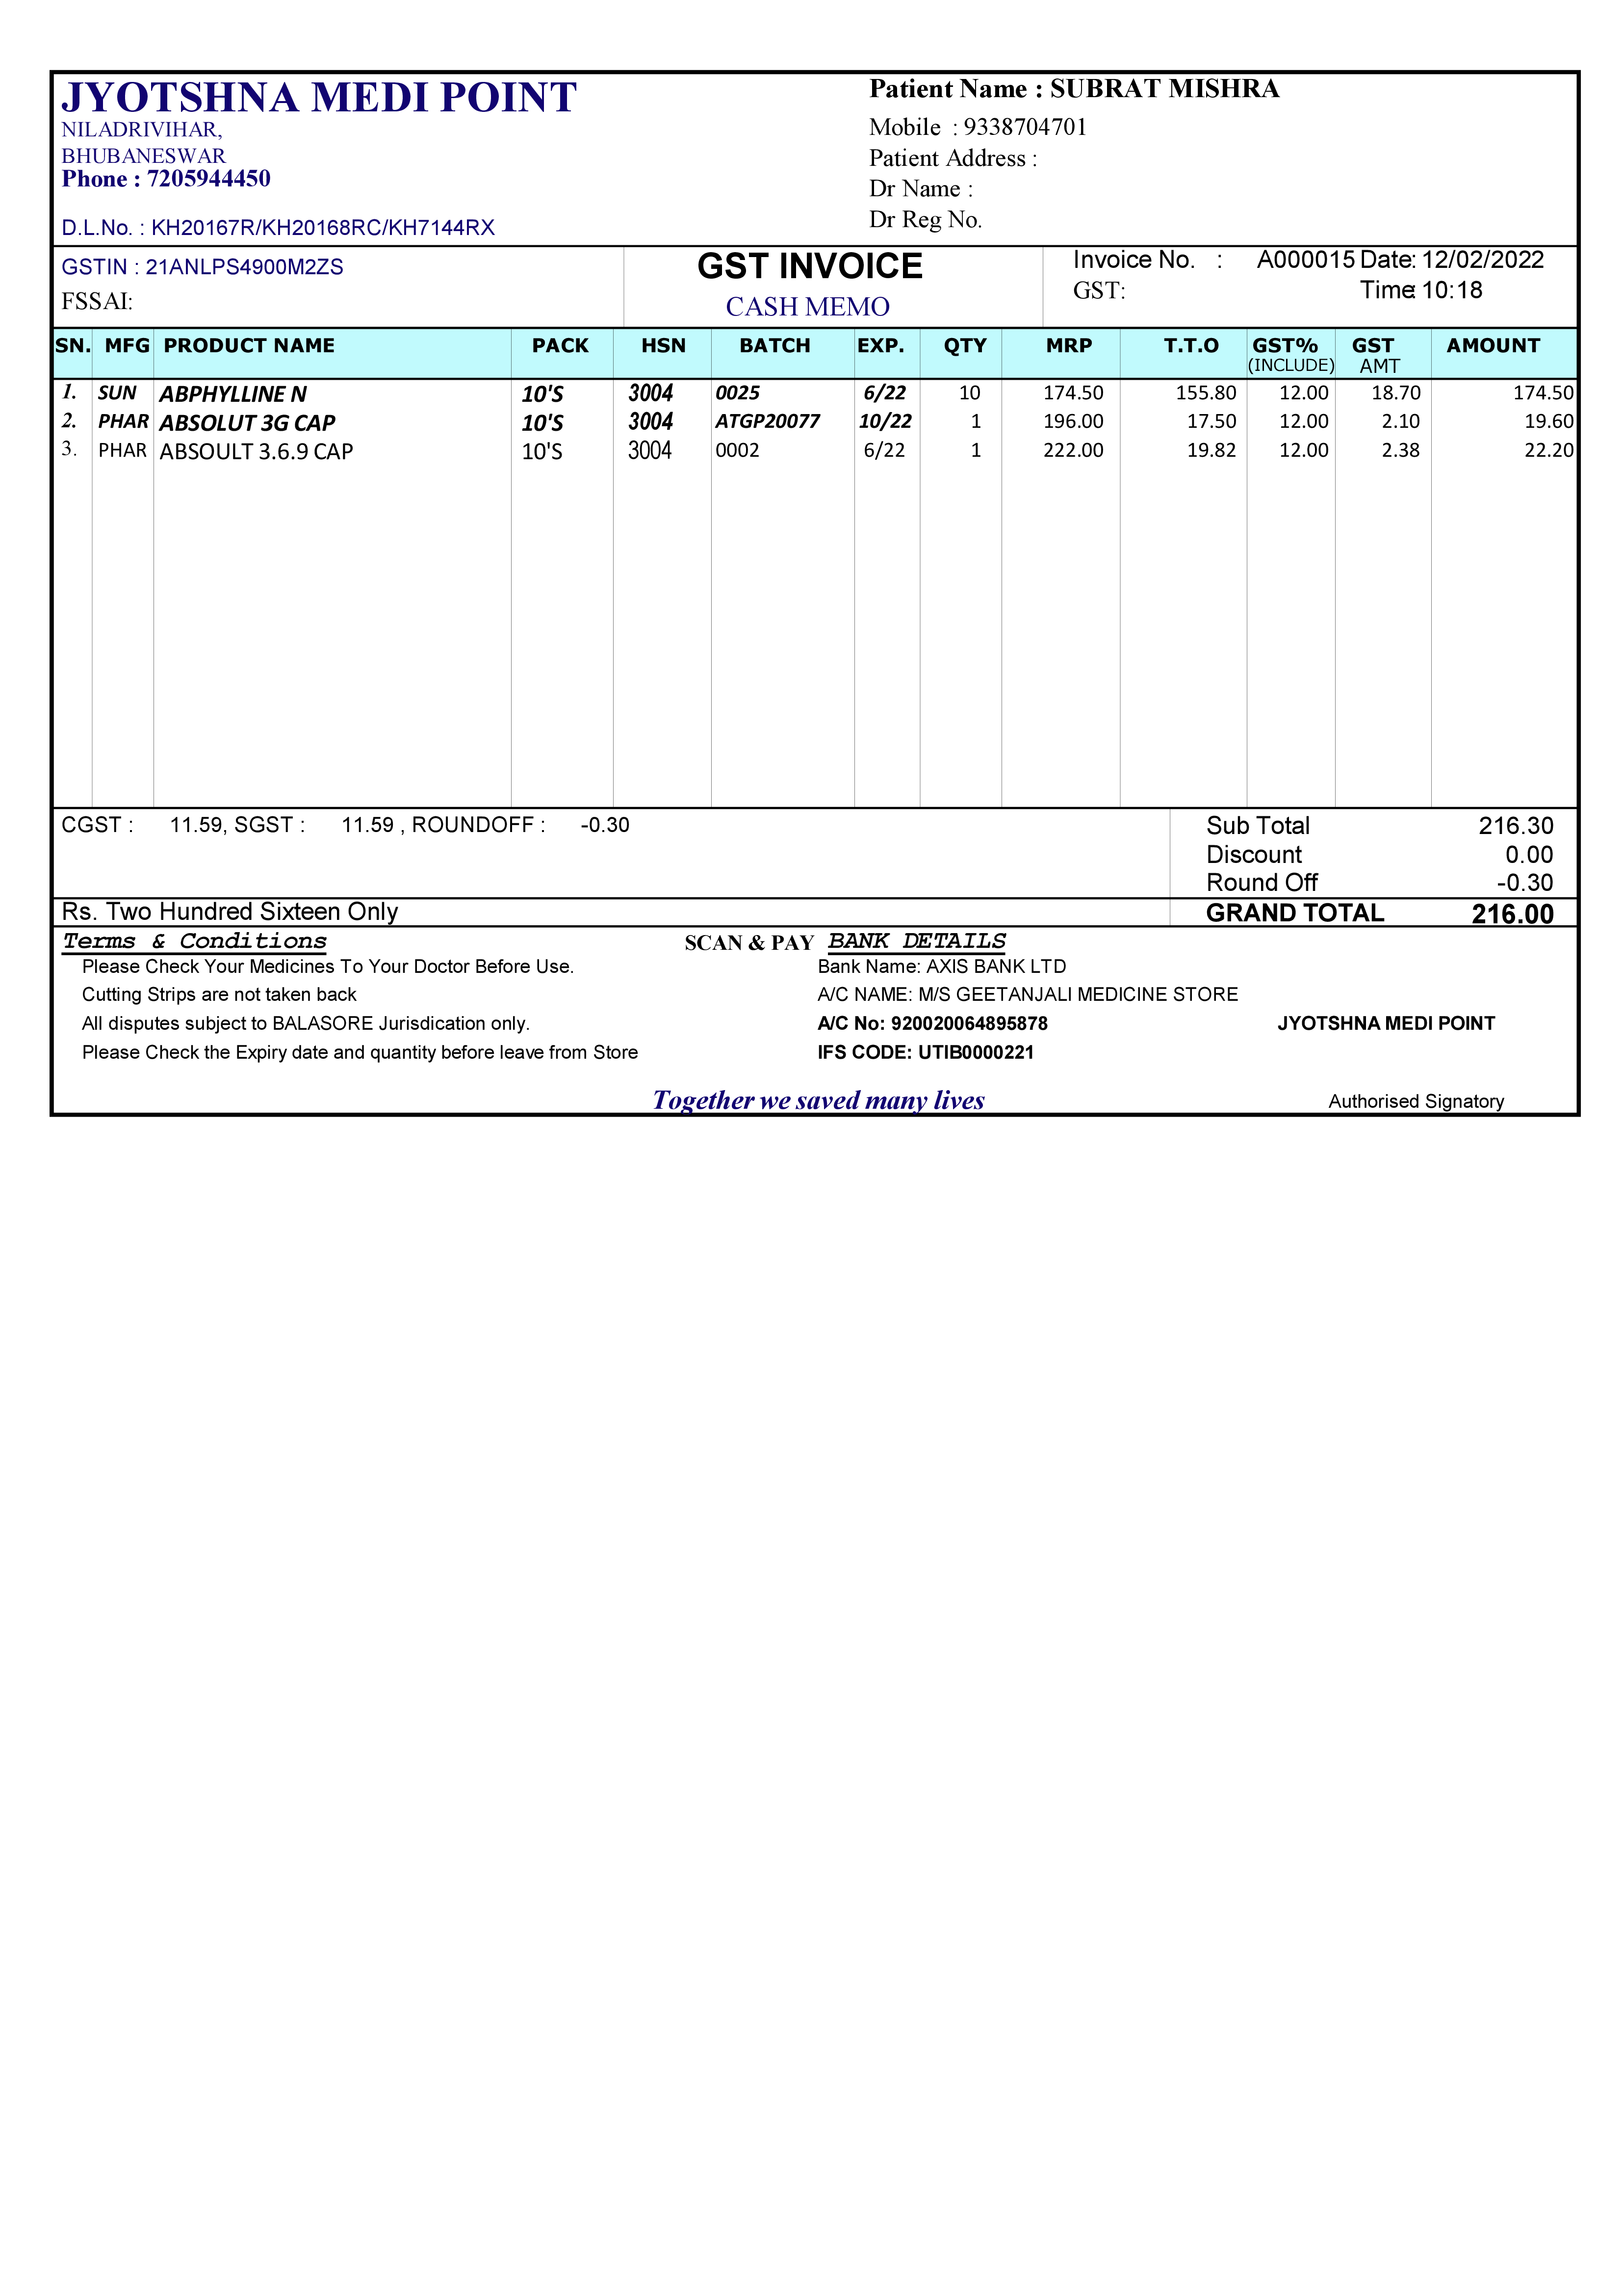 JYOTSHNA MEDI POINT
NILADRIVIHAR,
BHUBANESWAR
Phone : 7205944450
D.L.No. : KH20167R/KH20168RC/KH7144RX
Patient Name : SUBRAT MISHRA
Mobile : 9338704701
Patient Address :
Dr Name :
Dr Reg No.
GSTIN : 21ANLPS4900M2ZS
FSSAI:
GST INVOICE
CASH MEMO
Invoice No. : A000015 Date: 12/02/2022
GST: Time: 10:18
SN. MFG PRODUCT NAME PACK HSN BATCH EXP. QTY MRP T.T.O GST% GST AMOUNT
(INCLUDE) AMT
1. SUN ABPHYLLINE N 10'S 3004 0025 6/22 10 174.50 155.80 12.00 18.70 174.50
2. PHAR ABSOLUT 3G CAP 10'S 3004 ATGP20077 10/22 1 196.00 17.50 12.00 2.10 19.60
3. PHAR ABSOULT 3.6.9 CAP 10'S 3004 0002 6/22 1 222.00 19.82 12.00 2.38 22.20
CGST : 11.59, SGST : 11.59 , ROUNDOFF : -0.30
Sub Total 216.30
Discount 0.00
Round Off -0.30
Rs. Two Hundred Sixteen Only
GRAND TOTAL 216.00
Terms & Conditions
Please Check Your Medicines To Your Doctor Before Use.
Cutting Strips are not taken back
All disputes subject to BALASORE Jurisdication only.
Please Check the Expiry date and quantity before leave from Store
SCAN & PAY
BANK DETAILS
Bank Name: AXIS BANK LTD
A/C NAME: M/S GEETANJALI MEDICINE STORE
A/C No: 920020064895878
IFS CODE: UTIB0000221
JYOTSHNA MEDI POINT
Together we saved many lives
Authorised Signatory